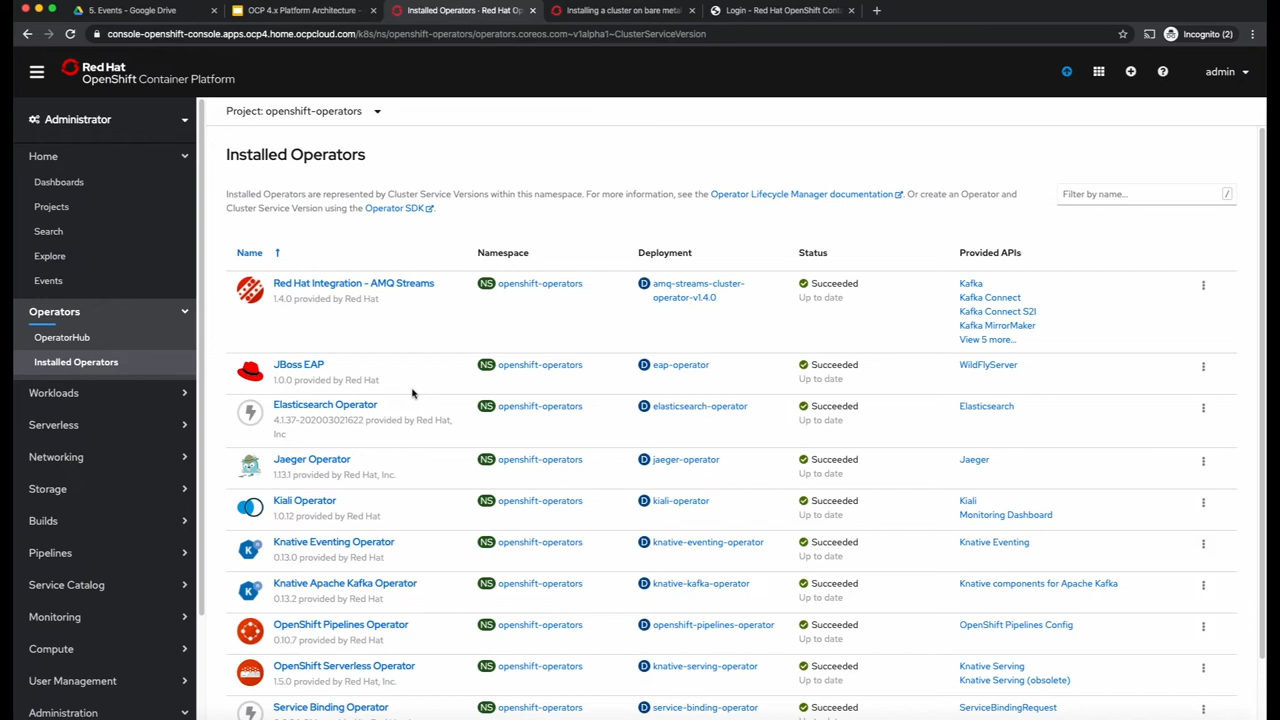 5. Events - Google Drive
OCP 4.x Platform Architecture -
Installed Operators · Red Hat Op
Installing a cluster on bare metal
Login - Red Hat OpenShift Cont
console-openshift-console.apps.ocp4.home.ocpcloud.com/k8s/ns/openshift-operators/operators.coreos.com~v1alpha1~ClusterServiceVersion
Incognito (2)
Red Hat
OpenShift Container Platform
admin
Administrator
Home
Dashboards
Projects
Search
Explore
Events
Operators
OperatorHub
Installed Operators
Workloads
Serverless
Networking
Storage
Builds
Pipelines
Service Catalog
Monitoring
Compute
User Management
Administration
Project: openshift-operators
Installed Operators
Installed Operators are represented by Cluster Service Versions within this namespace. For more information, see the Operator Lifecycle Manager documentation. Or create an Operator and
Cluster Service Version using the Operator SDK.
Filter by name...
/
Name Namespace Deployment Status Provided APIs
Red Hat Integration - AMQ Streams
1.4.0 provided by Red Hat
NS openshift-operators
D amq-streams-cluster-
operator-v1.4.0
Succeeded
Up to date
Kafka
Kafka Connect
Kafka Connect S2I
Kafka MirrorMaker
View 5 more...
JBoss EAP
1.0.0 provided by Red Hat
NS openshift-operators
D eap-operator
Succeeded
Up to date
WildFlyServer
Elasticsearch Operator
4.1.37-202003021622 provided by Red Hat,
Inc
NS openshift-operators
D elasticsearch-operator
Succeeded
Up to date
Elasticsearch
Jaeger Operator
1.13.1 provided by Red Hat, Inc.
NS openshift-operators
D jaeger-operator
Succeeded
Up to date
Jaeger
Kiali Operator
1.0.12 provided by Red Hat
NS openshift-operators
D kiali-operator
Succeeded
Up to date
Kiali
Monitoring Dashboard
Knative Eventing Operator
0.13.0 provided by Red Hat
NS openshift-operators
D knative-eventing-operator
Succeeded
Up to date
Knative Eventing
Knative Apache Kafka Operator
0.13.2 provided by Red Hat
NS openshift-operators
D knative-kafka-operator
Succeeded
Up to date
Knative components for Apache Kafka
OpenShift Pipelines Operator
0.10.7 provided by Red Hat
NS openshift-operators
D openshift-pipelines-operator
Succeeded
Up to date
OpenShift Pipelines Config
OpenShift Serverless Operator
1.5.0 provided by Red Hat, Inc.
NS openshift-operators
D knative-serving-operator
Succeeded
Up to date
Knative Serving
Knative Serving (obsolete)
Service Binding Operator
NS openshift-operators
D service-binding-operator
Succeeded
ServiceBindingRequest